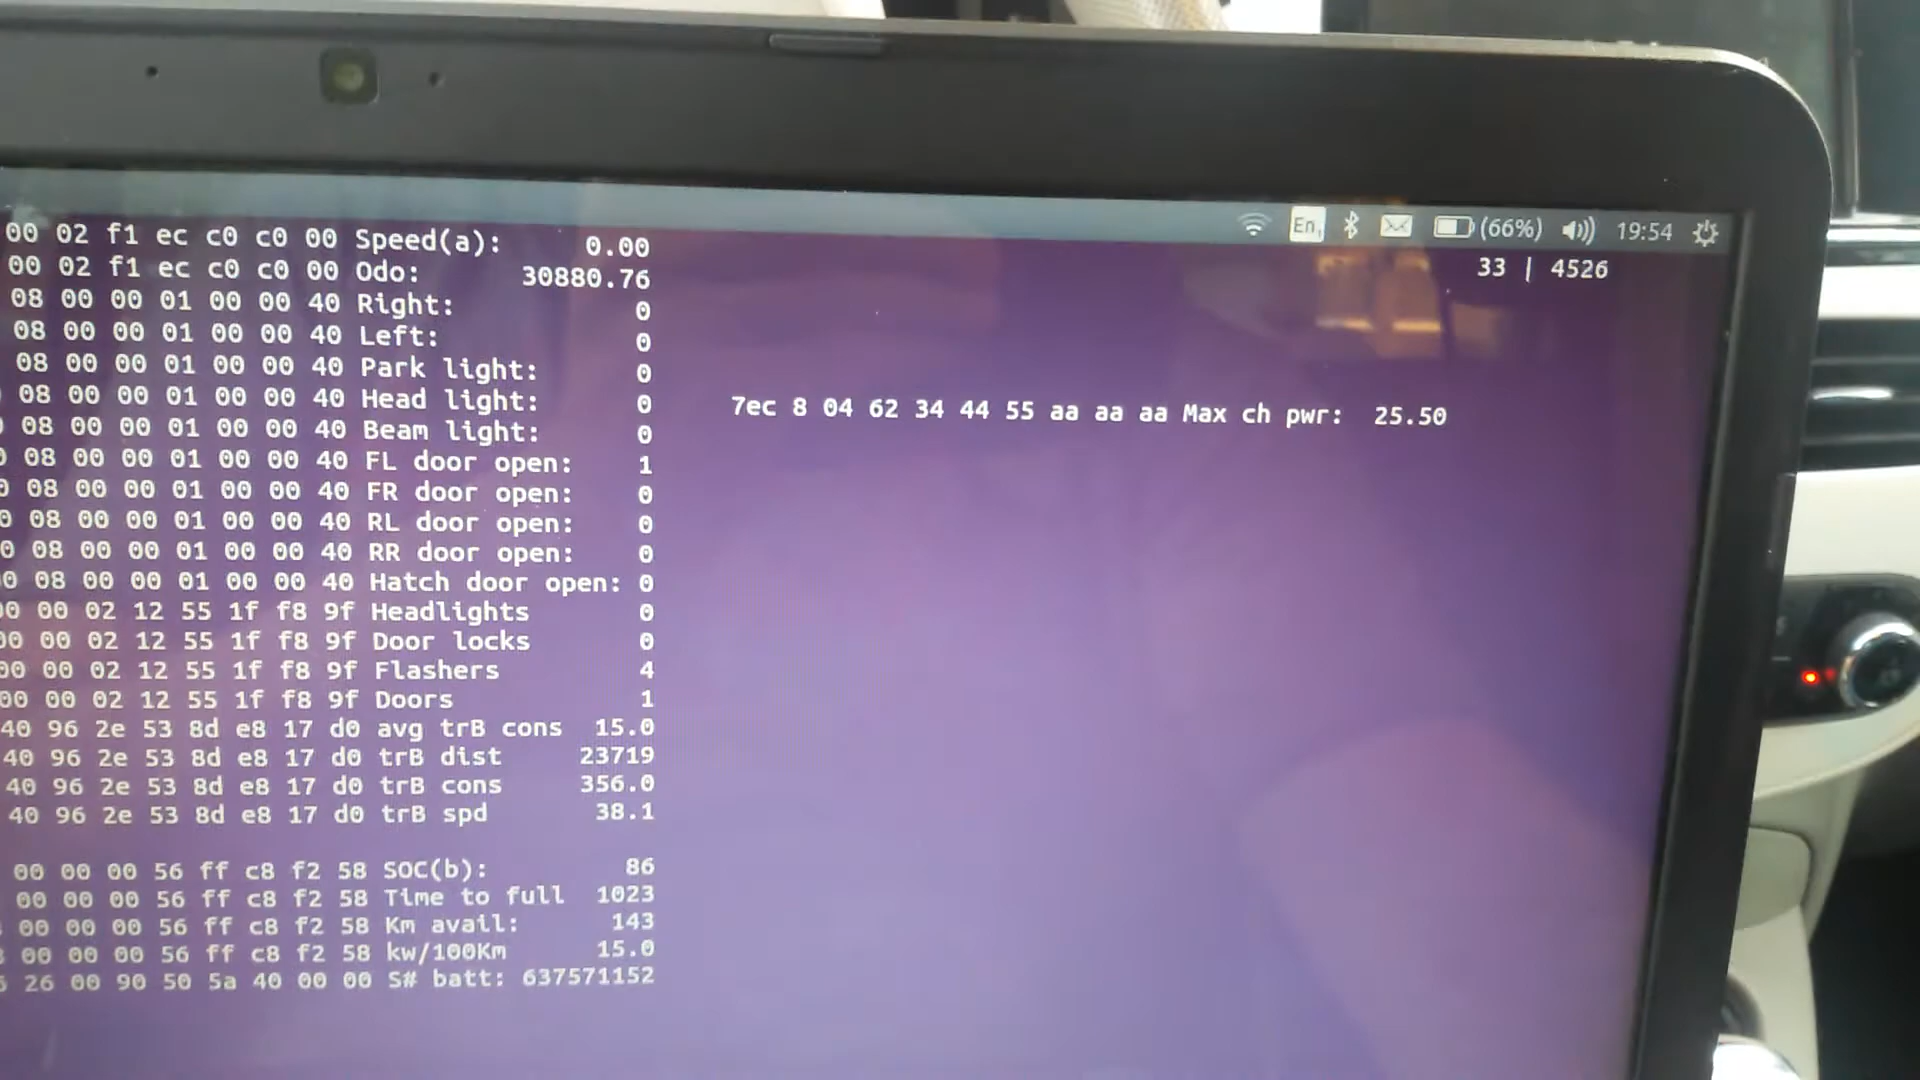 En1 (66%) 19:54
33 | 4526
00 02 f1 ec c0 c0 00 Speed(a): 0.00
00 02 f1 ec c0 c0 00 Odo: 30880.76
08 00 00 01 00 00 40 Right: 0
08 00 00 01 00 00 40 Left: 0
08 00 00 01 00 00 40 Park light: 0
08 00 00 01 00 00 40 Head light: 0
7ec 8 04 62 34 44 55 aa aa aa Max ch pwr: 25.50
08 00 00 01 00 00 40 Beam light: 0
0 08 00 00 01 00 00 40 FL door open: 1
0 08 00 00 01 00 00 40 FR door open: 0
0 08 00 00 01 00 00 40 RL door open: 0
0 08 00 00 01 00 00 40 RR door open: 0
0 08 00 00 01 00 00 40 Hatch door open: 0
00 00 02 12 55 1f f8 9f Headlights 0
00 00 02 12 55 1f f8 9f Door locks 0
00 00 02 12 55 1f f8 9f Flashers 4
00 00 02 12 55 1f f8 9f Doors 1
40 96 2e 53 8d e8 17 d0 avg trB cons 15.0
40 96 2e 53 8d e8 17 d0 trB dist 23719
40 96 2e 53 8d e8 17 d0 trB cons 356.0
40 96 2e 53 8d e8 17 d0 trB spd 38.1
00 00 00 56 ff c8 f2 58 SOC(b): 86
00 00 00 56 ff c8 f2 58 Time to full 1023
00 00 00 56 ff c8 f2 58 Km avail: 143
00 00 00 56 ff c8 f2 58 kw/100Km 15.0
26 00 90 50 5a 40 00 00 S# batt: 637571152